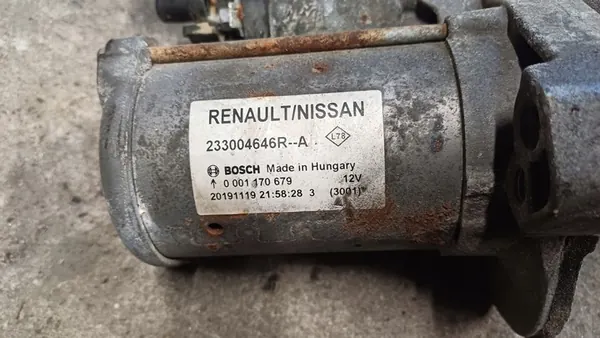 RENAULT/NISSAN
233004646R--A L78
BOSCH Made in Hungary
↑ 0 001 170 679 12V
20191119 21:58:28 3 (3001)*